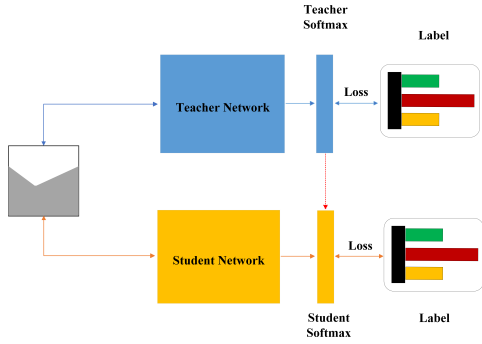 Teacher
Softmax
Label
Teacher Network
Loss
Student Network
Loss
Student
Softmax
Label